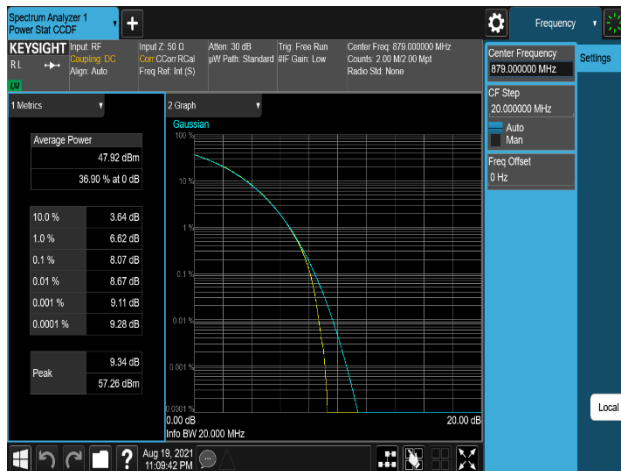 Spectrum Analyzer 1
Power Stat CCDF
Frequency
KEYSIGHT
RL
Input: RF
Coupling: DC
Align: Auto
Input Z: 50 Ω
Corr CCorr RCal
Freq Ref: Int (S)
Atten: 30 dB
µW Path: Standard
Trig: Free Run
#IF Gain: Low
Center Freq: 879.000000 MHz
Counts: 2.00 M/2.00 Mpt
Radio Std: None
Center Frequency
879.000000 MHz
Settings
CF Step
20.000000 MHz
Auto
Man
Freq Offset
0 Hz
1 Metrics
Average Power
47.92 dBm
36.90 % at 0 dB
10.0 % 3.64 dB
1.0 % 6.62 dB
0.1 % 8.07 dB
0.01 % 8.67 dB
0.001 % 9.11 dB
0.0001 % 9.28 dB
Peak
9.34 dB
57.26 dBm
2 Graph
Gaussian
100 %
10 %
1 %
0.1 %
0.01 %
0.001 %
0.0001 %
0.00 dB 20.00 dB
Info BW 20.000 MHz
Local
?
Aug 19, 2021
11:09:42 PM